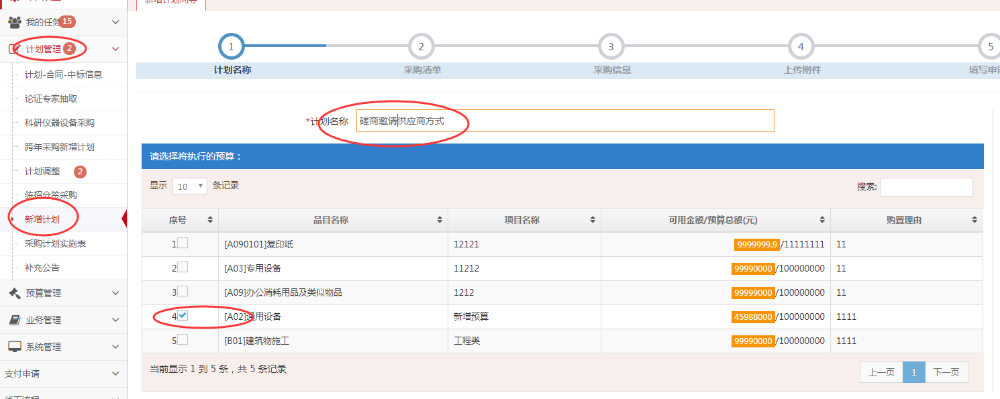 新增计划向导
我的任务 15
计划管理 2
计划-合同-中标信息
论证专家抽取
科研仪器设备采购
跨年采购新增计划
计划调整 2
统招分签采购
新增计划
采购计划实施表
补充公告
预算管理
业务管理
系统管理
支付申请
1 2 3 4 5
计划名称 采购清单 采购信息 上传附件 填写申
*计划名称 磋商邀请供应商方式
请选择将执行的预算：
显示 10 条记录 搜索:
序号 品目名称 项目名称 可用金额/预算总额(元) 购置理由
1 [A090101]复印纸 12121 9999999.9/11111111 11
2 [A03]专用设备 11212 99990000/100000000 11
3 [A09]办公消耗用品及类似物品 1212 99990000/100000000 11
4 [A02]通用设备 新增预算 45988000/100000000 1111
5 [B01]建筑物施工 工程类 99990000/100000000 1111
当前显示 1 到 5 条，共 5 条记录 上一页 1 下一页